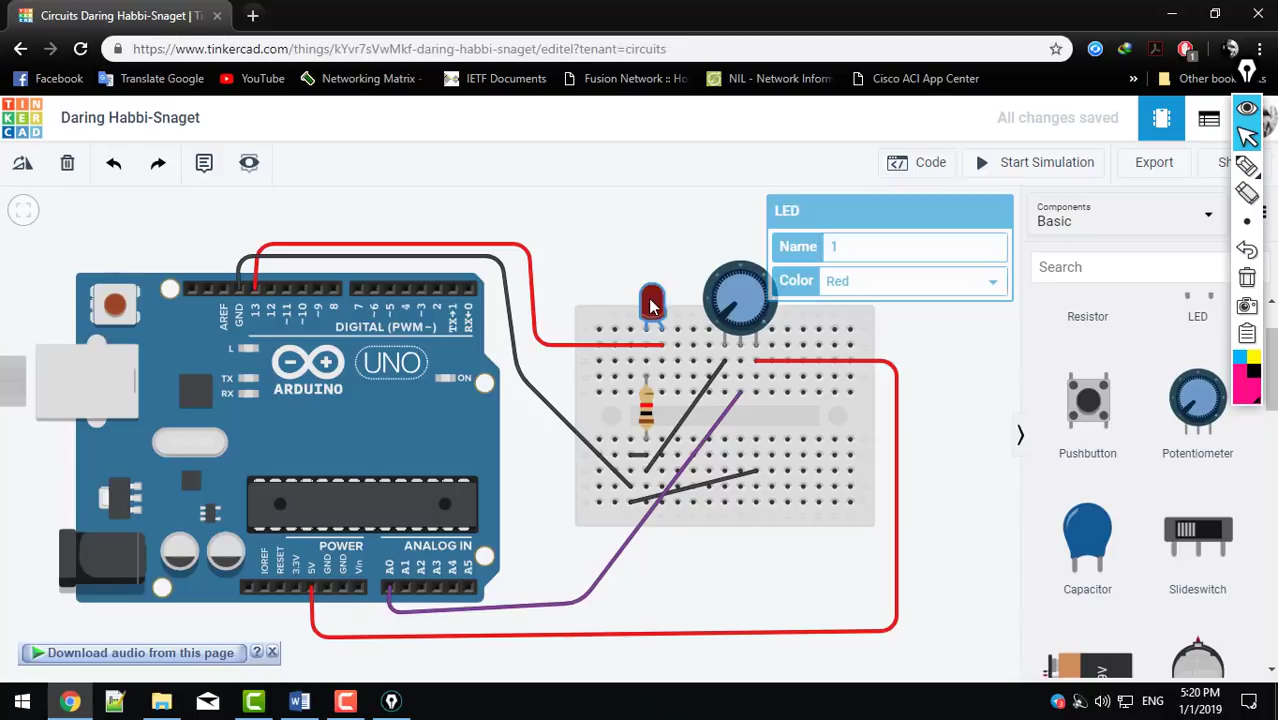 Circuits Daring Habbi-Snaget | Ti
https://www.tinkercad.com/things/kYvr7sVwMkf-daring-habbi-snaget/editel?tenant=circuits
1
Facebook
Translate Google
YouTube
Networking Matrix -
IETF Documents
Fusion Network :: Ho
NIL - Network Inform
Cisco ACI App Center
»
Other book
TIN
KER
CAD
Daring Habbi-Snaget
All changes saved
Code
Start Simulation
Export
Sh
LED
Name 1
Color Red
Components
Basic
Search
Resistor
LED
Pushbutton
Potentiometer
Capacitor
Slideswitch
AREF
GND
13
12
~11
~10
~9
8
7
~6
~5
4
~3
2
TX→1
RX←0
DIGITAL (PWM~)
L
TX
RX
ARDUINO
UNO
ON
POWER
ANALOG IN
IOREF
RESET
3.3V
5V
GND
GND
Vin
A0
A1
A2
A3
A4
A5
Download audio from this page
? X
ENG
5:20 PM
1/1/2019